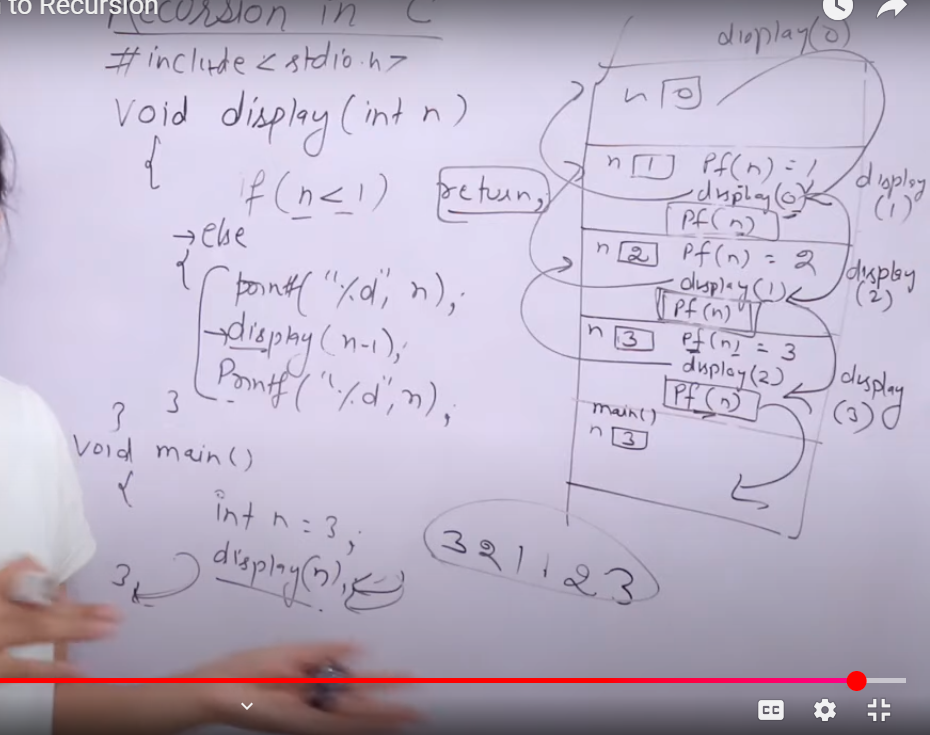 to Recursion
Recursion in C
#include <stdio.h>
void display(int n)
{
if (n < 1) return;
else
{
printf("%d", n);
display(n-1);
Printf("%d", n);
}
}
void main()
{
int n = 3;
display(n);
}
display(0)
n 0
n 1 Pf(n) = 1
display(0)
Pf(n)
display
(1)
n 2 Pf(n) = 2
display(1)
Pf(n)
display
(2)
n 3 Pf(n) = 3
display(2)
Pf(n)
display
(3)
main()
n 3
3 2 1 1 2 3
CC